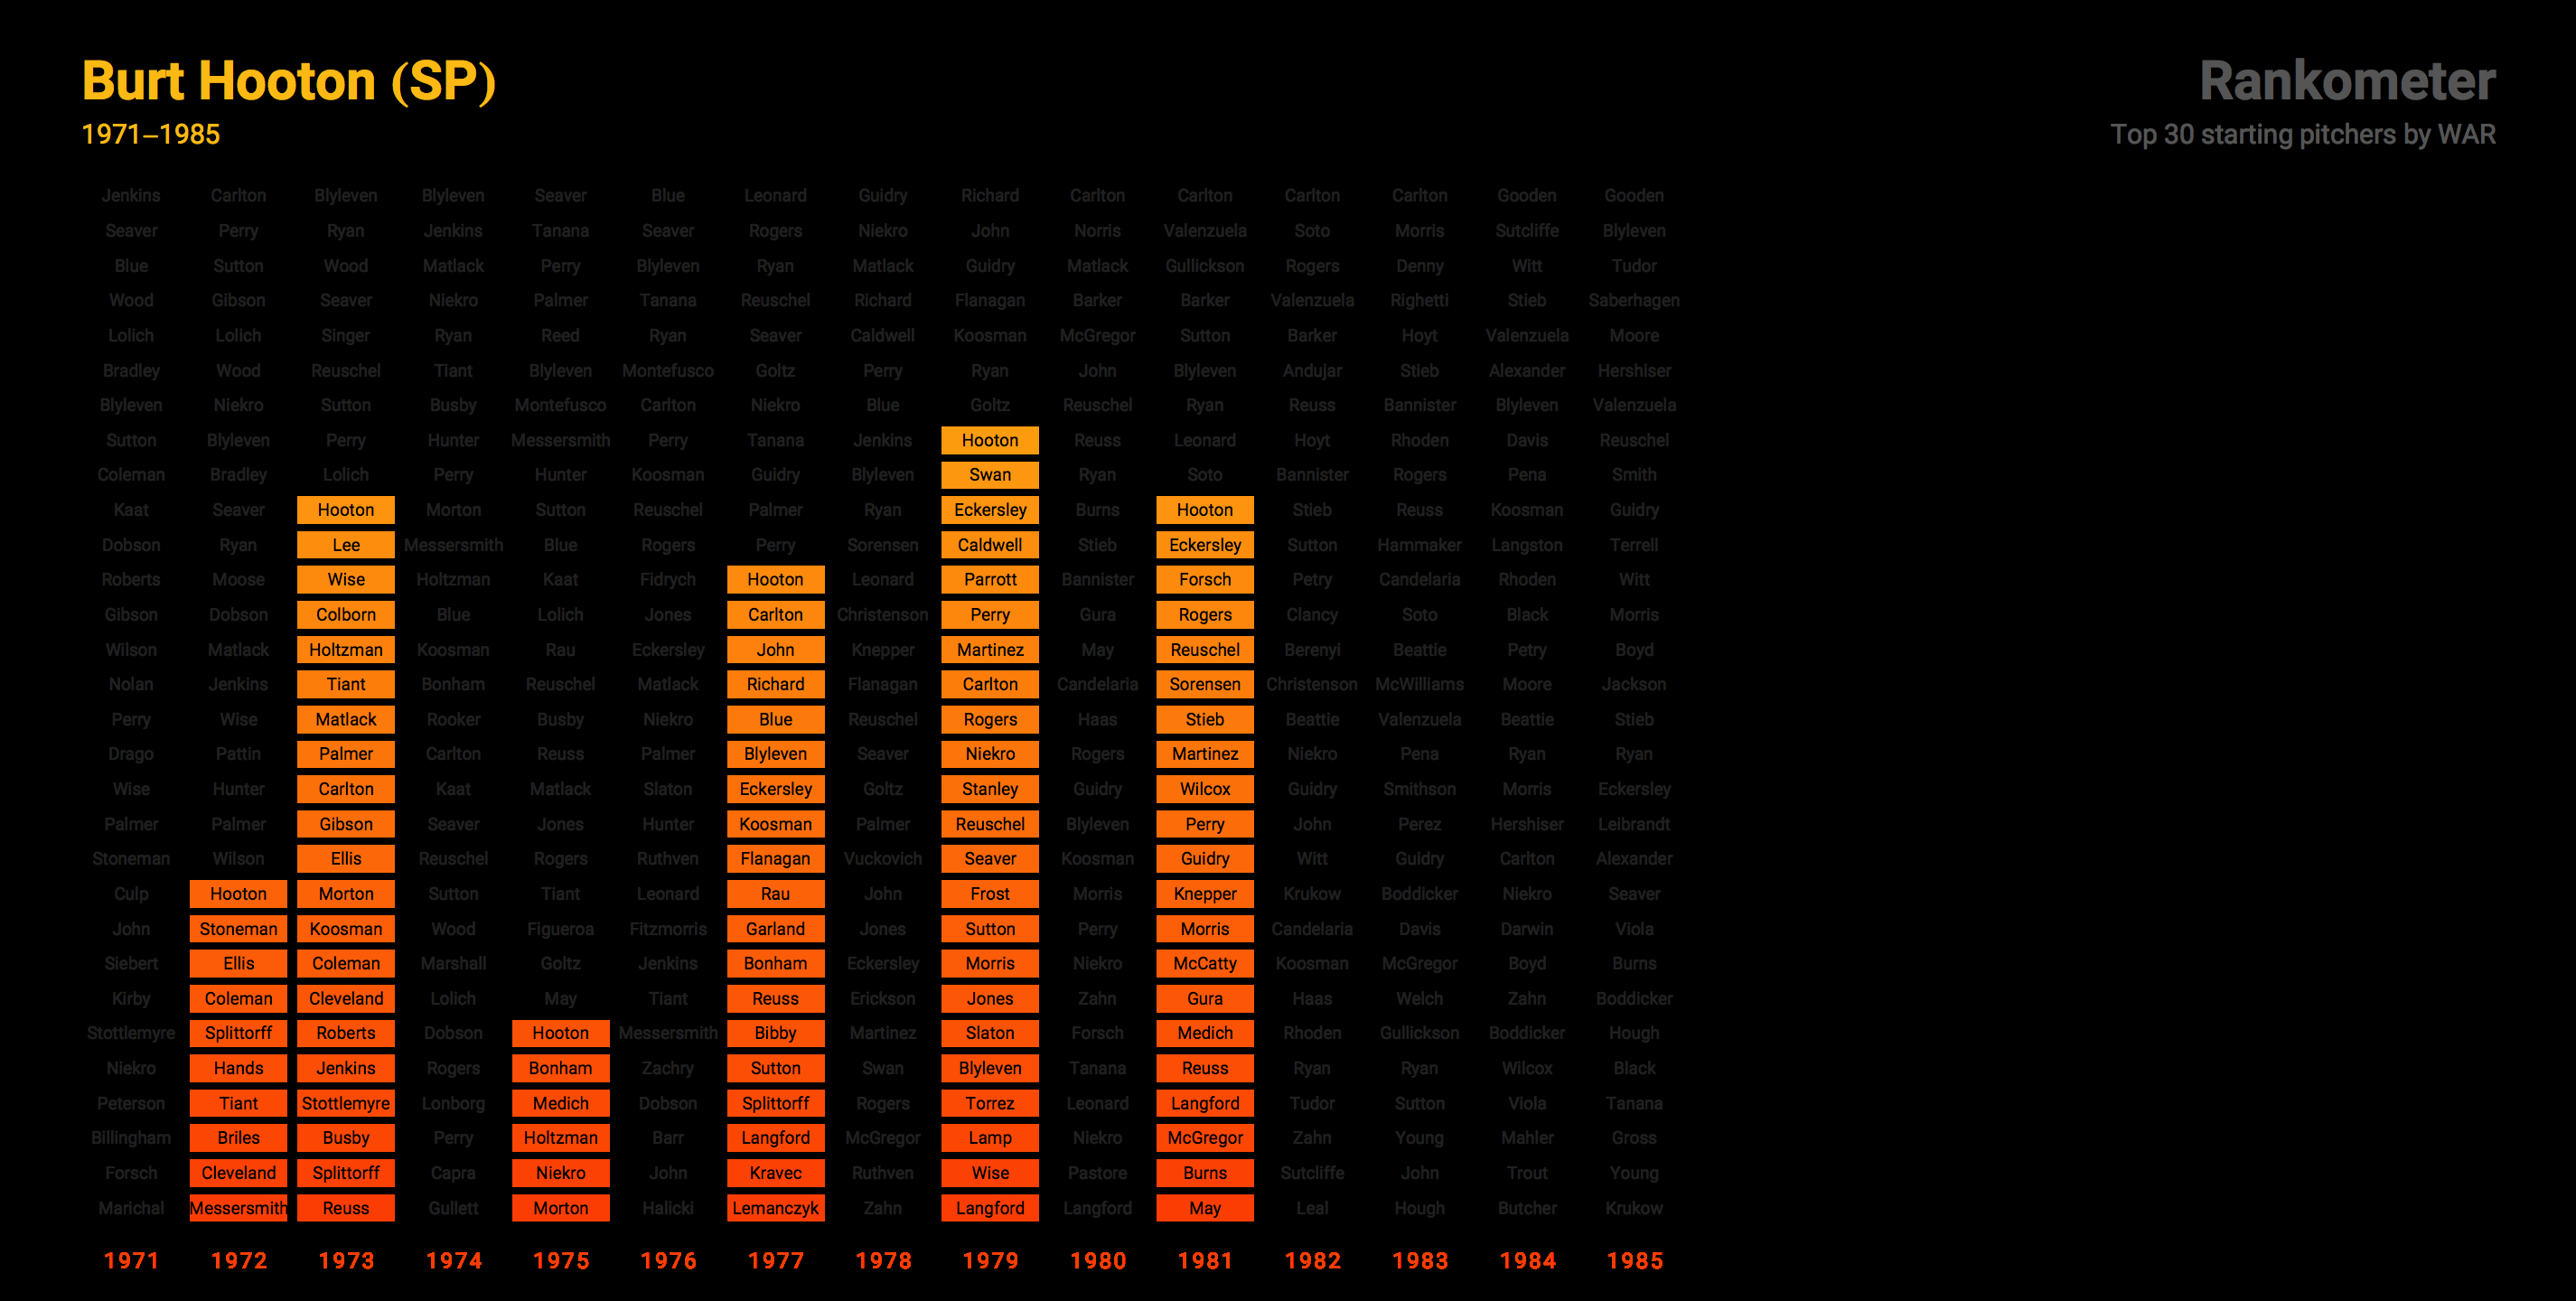 Burt Hooton (SP)
Rankometer
1971–1985
Top 30 starting pitchers by WAR
Jenkins Carlton Blyleven Blyleven Seaver Blue Leonard Guidry Richard Carlton Carlton Carlton Carlton Gooden Gooden
Seaver Perry Ryan Jenkins Tanana Seaver Rogers Niekro John Norris Valenzuela Soto Morris Sutcliffe Blyleven
Blue Sutton Wood Matlack Perry Blyleven Ryan Matlack Guidry Matlack Gullickson Rogers Denny Witt Tudor
Wood Gibson Seaver Niekro Palmer Tanana Reuschel Richard Flanagan Barker Barker Valenzuela Righetti Stieb Saberhagen
Lolich Lolich Singer Ryan Reed Ryan Seaver Caldwell Koosman McGregor Sutton Barker Hoyt Valenzuela Moore
Bradley Wood Reuschel Tiant Blyleven Montefusco Goltz Perry Ryan John Blyleven Andujar Stieb Alexander Hershiser
Blyleven Niekro Sutton Busby Montefusco Carlton Niekro Blue Goltz Reuschel Ryan Reuss Bannister Blyleven Valenzuela
Sutton Blyleven Perry Hunter Messersmith Perry Tanana Jenkins Hooton Reuss Leonard Hoyt Rhoden Davis Reuschel
Coleman Bradley Lolich Perry Hunter Koosman Guidry Blyleven Swan Ryan Soto Bannister Rogers Pena Smith
Kaat Seaver Hooton Morton Sutton Reuschel Palmer Ryan Eckersley Burns Hooton Stieb Reuss Koosman Guidry
Dobson Ryan Lee Messersmith Blue Rogers Perry Sorensen Caldwell Stieb Eckersley Sutton Hammaker Langston Terrell
Roberts Moose Wise Holtzman Kaat Fidrych Hooton Leonard Parrott Bannister Forsch Petry Candelaria Rhoden Witt
Gibson Dobson Colborn Blue Lolich Jones Carlton Christenson Perry Gura Rogers Clancy Soto Black Morris
Wilson Matlack Holtzman Koosman Rau Eckersley John Knepper Martinez May Reuschel Berenyi Beattie Petry Boyd
Nolan Jenkins Tiant Bonham Reuschel Matlack Richard Flanagan Carlton Candelaria Sorensen Christenson McWilliams Moore Jackson
Perry Wise Matlack Rooker Busby Niekro Blue Reuschel Rogers Haas Stieb Beattie Valenzuela Beattie Stieb
Drago Pattin Palmer Carlton Reuss Palmer Blyleven Seaver Niekro Rogers Martinez Niekro Pena Ryan Ryan
Wise Hunter Carlton Kaat Matlack Slaton Eckersley Goltz Stanley Guidry Wilcox Guidry Smithson Morris Eckersley
Palmer Palmer Gibson Seaver Jones Hunter Koosman Palmer Reuschel Blyleven Perry John Perez Hershiser Leibrandt
Stoneman Wilson Ellis Reuschel Rogers Ruthven Flanagan Vuckovich Seaver Koosman Guidry Witt Guidry Carlton Alexander
Culp Hooton Morton Sutton Tiant Leonard Rau John Frost Morris Knepper Krukow Boddicker Niekro Seaver
John Stoneman Koosman Wood Figueroa Fitzmorris Garland Jones Sutton Perry Morris Candelaria Davis Darwin Viola
Siebert Ellis Coleman Marshall Goltz Jenkins Bonham Eckersley Morris Niekro McCatty Koosman McGregor Boyd Burns
Kirby Coleman Cleveland Lolich May Tiant Reuss Erickson Jones Zahn Gura Haas Welch Zahn Boddicker
Stottlemyre Splittorff Roberts Dobson Hooton Messersmith Bibby Martinez Slaton Forsch Medich Rhoden Gullickson Boddicker Hough
Niekro Hands Jenkins Rogers Bonham Zachry Sutton Swan Blyleven Tanana Reuss Ryan Ryan Wilcox Black
Peterson Tiant Stottlemyre Lonborg Medich Dobson Splittorff Rogers Torrez Leonard Langford Tudor Sutton Viola Tanana
Billingham Briles Busby Perry Holtzman Barr Langford McGregor Lamp Niekro McGregor Zahn Young Mahler Gross
Forsch Cleveland Splittorff Capra Niekro John Kravec Ruthven Wise Pastore Burns Sutcliffe John Trout Young
Marichal Messersmith Reuss Gullett Morton Halicki Lemanczyk Zahn Langford Langford May Leal Hough Butcher Krukow
1971 1972 1973 1974 1975 1976 1977 1978 1979 1980 1981 1982 1983 1984 1985